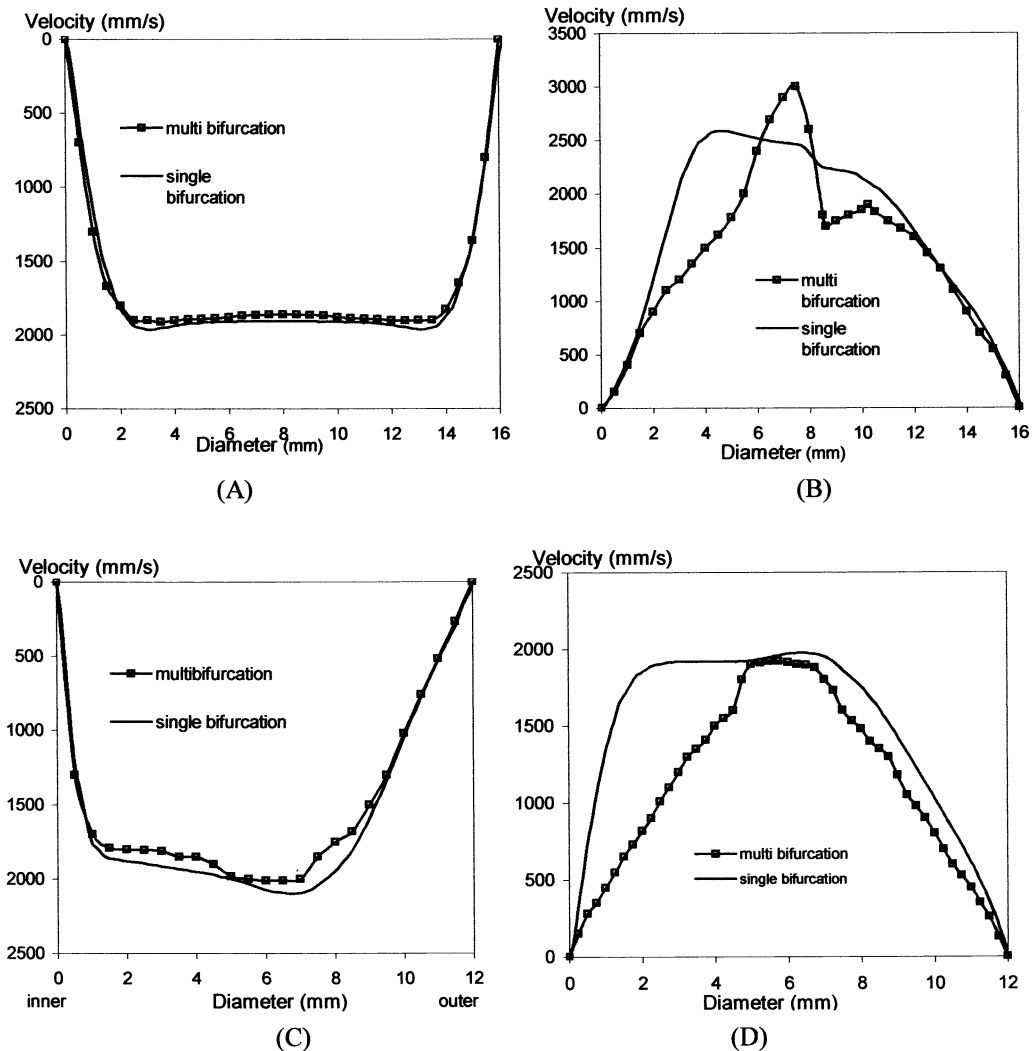 Velocity (mm/s)
0
500
1000
1500
2000
2500
multi bifurcation
single
bifurcation
0 2 4 6 8 10 12 14 16
Diameter (mm)
(A)
Velocity (mm/s)
3500
3000
2500
2000
1500
1000
500
0
multi
bifurcation
single
bifurcation
0 2 4 6 8 10 12 14 16
Diameter (mm)
(B)
Velocity (mm/s)
0
500
1000
1500
2000
2500
multibifurcation
single bifurcation
0 2 4 6 8 10 12
inner Diameter (mm) outer
(C)
Velocity (mm/s)
2500
2000
1500
1000
500
0
multi bifurcation
single bifurcation
0 2 4 6 8 10 12
Diameter (mm)
(D)